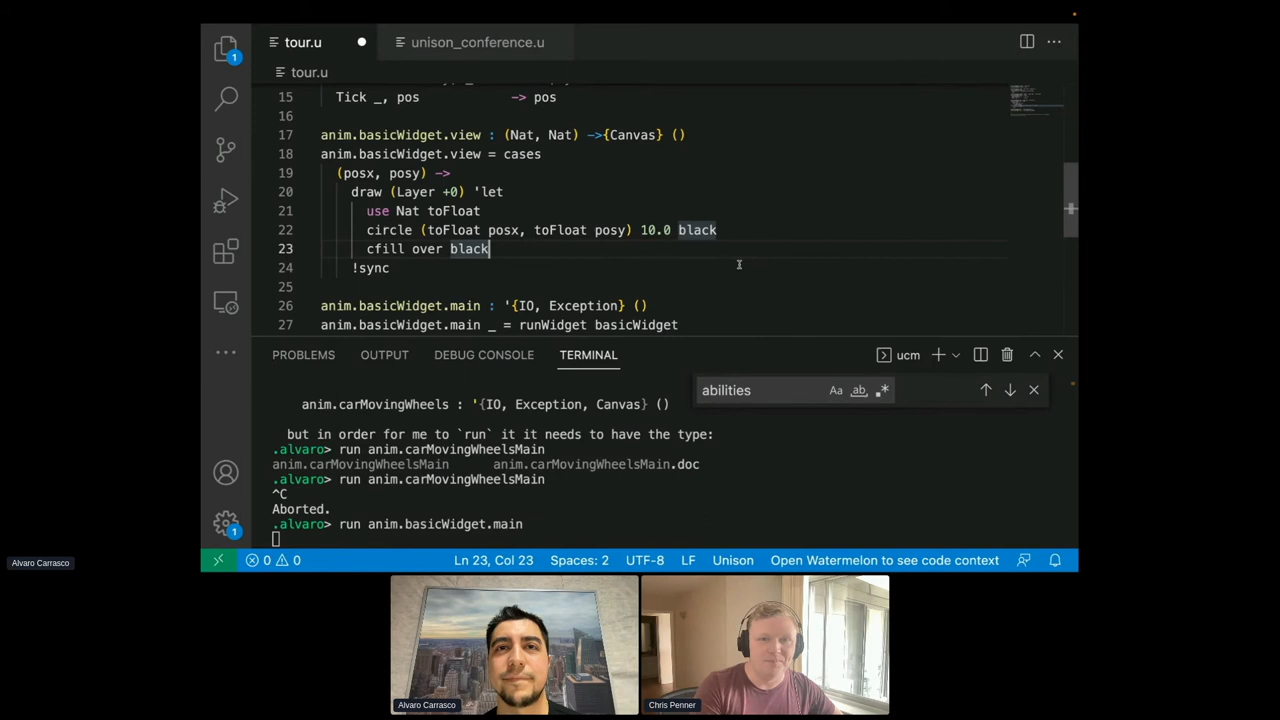 tour.u
unison_conference.u
tour.u
15 Tick _, pos -> pos
16
17 anim.basicWidget.view : (Nat, Nat) ->{Canvas} ()
18 anim.basicWidget.view = cases
19 (posx, posy) ->
20 draw (Layer +0) 'let
21 use Nat toFloat
22 circle (toFloat posx, toFloat posy) 10.0 black
23 cfill over black
24 !sync
25
26 anim.basicWidget.main : '{IO, Exception} ()
27 anim.basicWidget.main _ = runWidget basicWidget
1
1
PROBLEMS OUTPUT DEBUG CONSOLE TERMINAL ucm
abilities Aa ab .*
anim.carMovingWheels : '{IO, Exception, Canvas} ()
but in order for me to `run` it it needs to have the type:
.alvaro> run anim.carMovingWheelsMain
anim.carMovingWheelsMain anim.carMovingWheelsMain.doc
.alvaro> run anim.carMovingWheelsMain
^C
Aborted.
.alvaro> run anim.basicWidget.main
0 0 Ln 23, Col 23 Spaces: 2 UTF-8 LF Unison Open Watermelon to see code context
Alvaro Carrasco
Alvaro Carrasco
Chris Penner